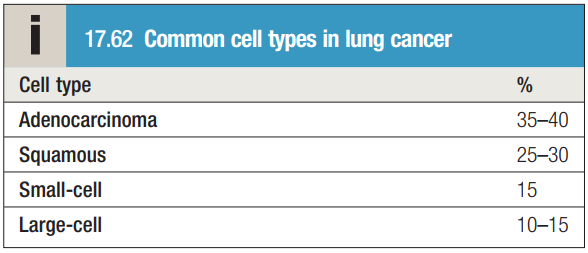 i 17.62 Common cell types in lung cancer
Cell type %
Adenocarcinoma 35–40
Squamous 25–30
Small-cell 15
Large-cell 10–15